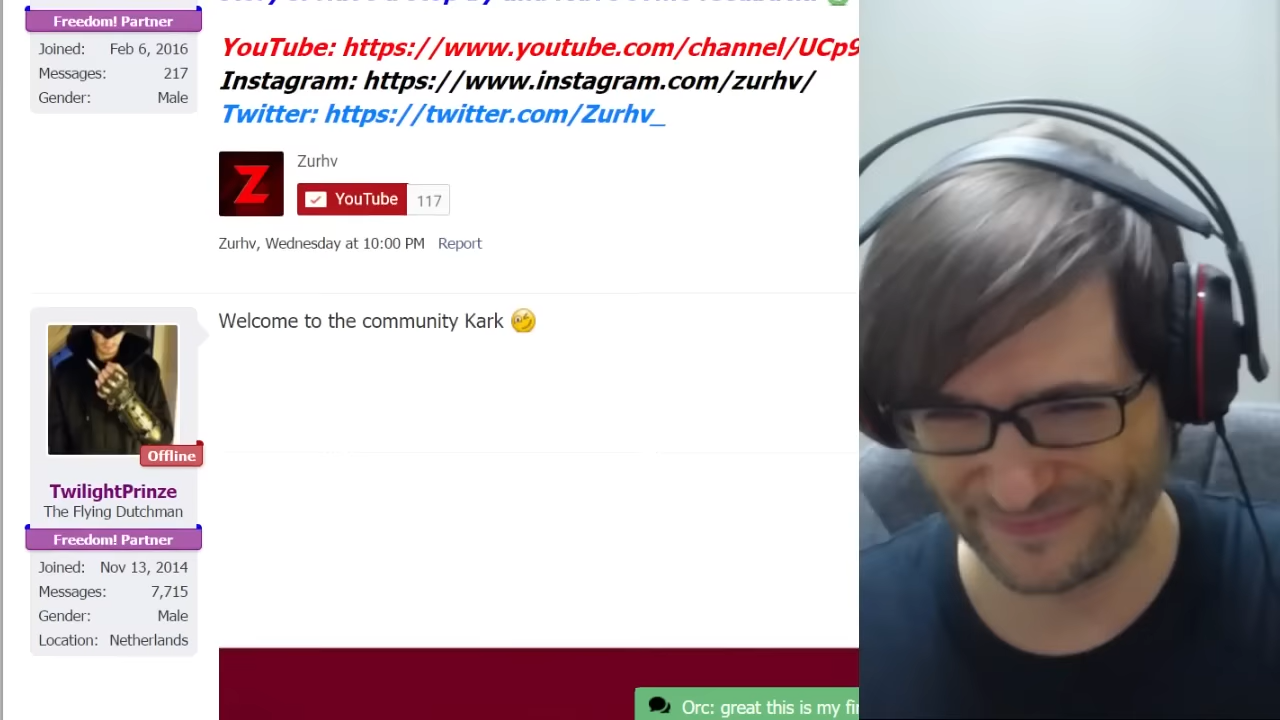 Freedom! Partner
Joined: Feb 6, 2016
Messages: 217
Gender: Male
YouTube: https://www.youtube.com/channel/UCp9
Instagram: https://www.instagram.com/zurhv/
Twitter: https://twitter.com/Zurhv_
Z
Zurhv
YouTube 117
Zurhv, Wednesday at 10:00 PM Report
Welcome to the community Kark
Offline
TwilightPrinze
The Flying Dutchman
Freedom! Partner
Joined: Nov 13, 2014
Messages: 7,715
Gender: Male
Location: Netherlands
Orc: great this is my